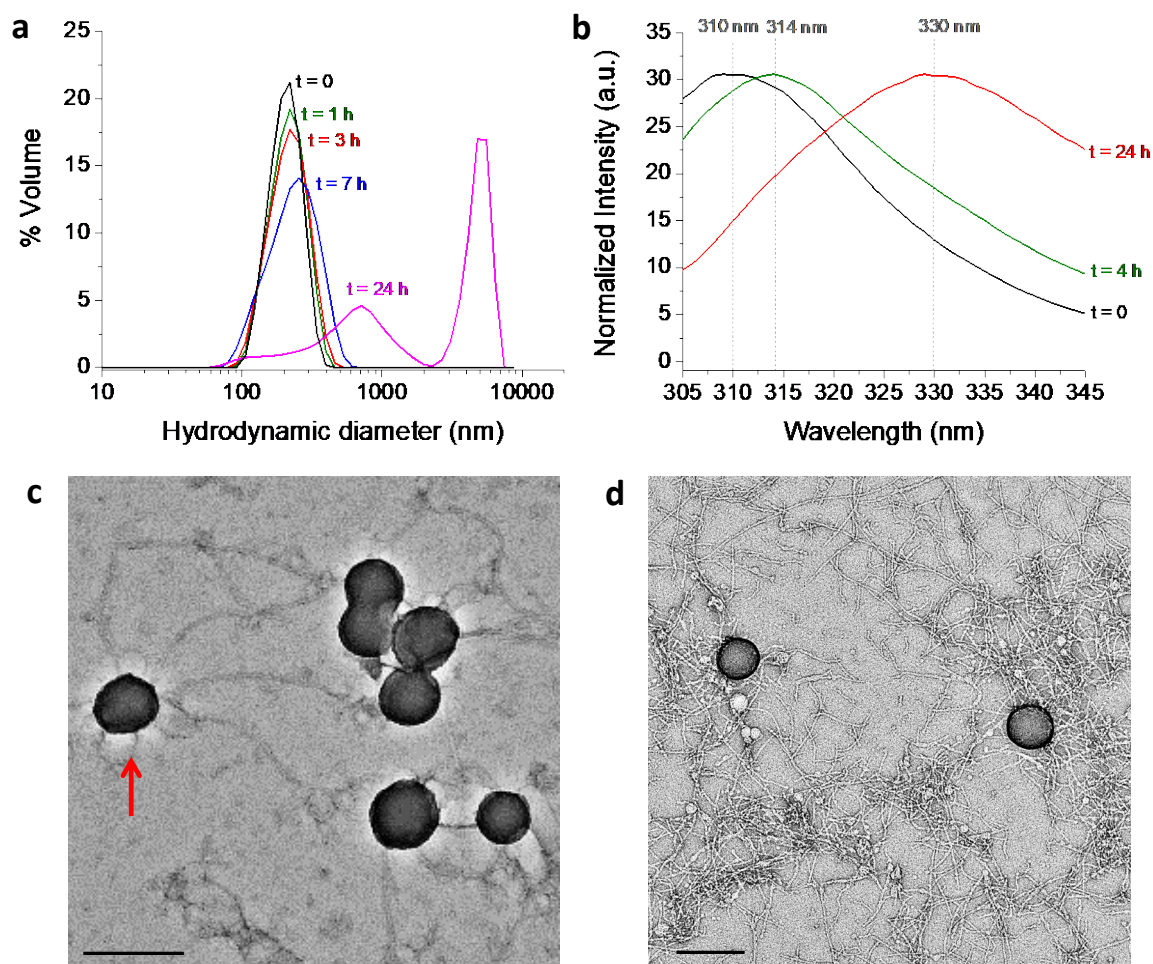 a
25
20
15
10
5
0
% Volume
t = 0
t = 1 h
t = 3 h
t = 7 h
t = 24 h
10 100 1000 10000
Hydrodynamic diameter (nm)
b
310 nm 314 nm 330 nm
35
30
25
20
15
10
5
0
Normalized Intensity (a.u.)
t = 24 h
t = 4 h
t = 0
305 310 315 320 325 330 335 340 345
Wavelength (nm)
c
d